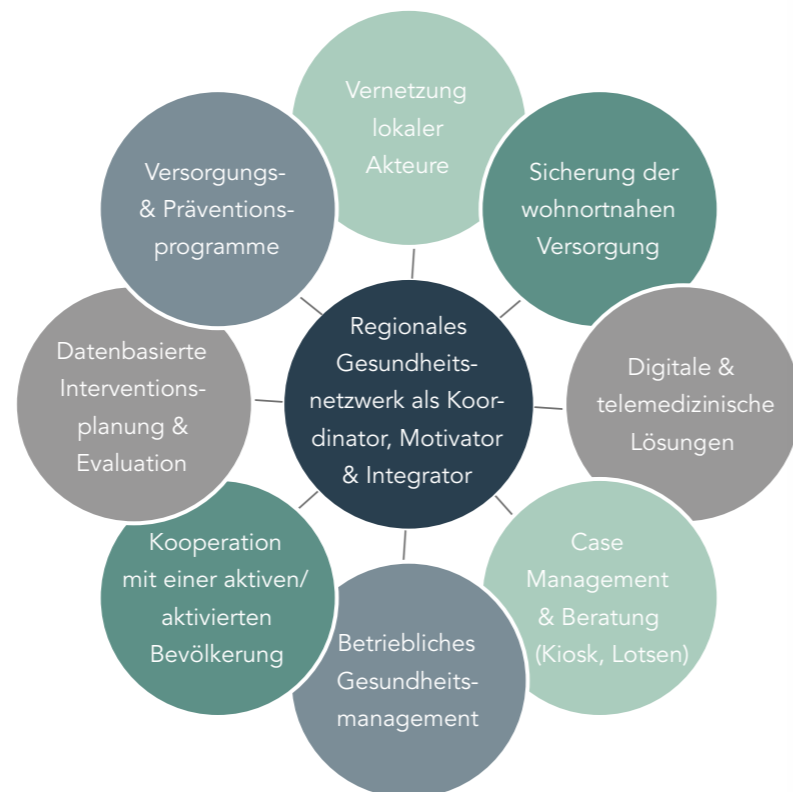 Vernetzung
lokaler
Akteure
Sicherung der
wohnortnahen
Versorgung
Digitale &
telemedizinische
Lösungen
Case
Management
& Beratung
(Kiosk, Lotsen)
Betriebliches
Gesundheits-
management
Kooperation
mit einer aktiven/
aktivierten
Bevölkerung
Datenbasierte
Interventions-
planung &
Evaluation
Versorgungs-
& Präventions-
programme
Regionales
Gesundheits-
netzwerk als Koor-
dinator, Motivator
& Integrator